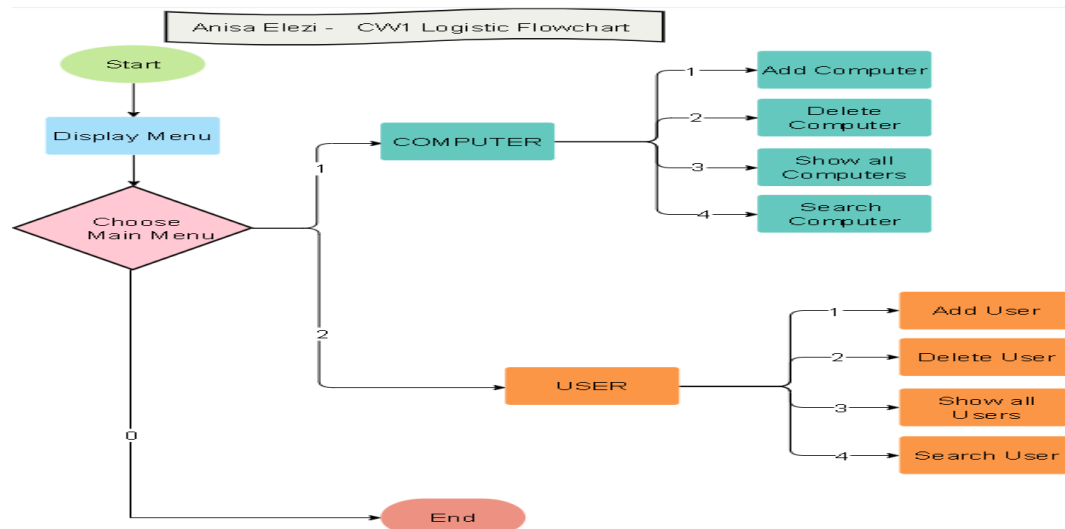 Anisa Elezi - CW1 Logistic Flowchart
Start
Display Menu
Choose
Main Menu
1
2
0
COMPUTER
1
Add Computer
2
Delete
Computer
3
Show all
Computers
4
Search
Computer
USER
1
Add User
2
Delete User
3
Show all
Users
4
Search User
End